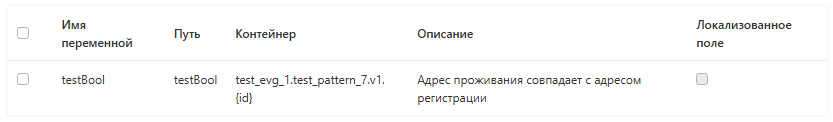 Имя переменной Путь Контейнер Описание Локализованное поле
testBool testBool test_evg_1.test_pattern_7.v1. Адрес проживания совпадает с адресом
{id} регистрации